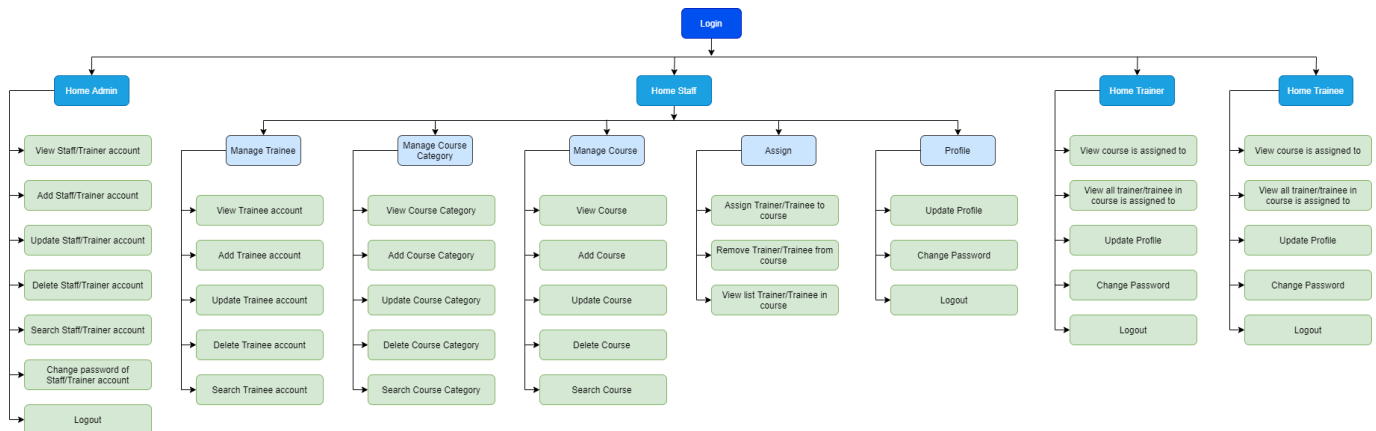 Login
Home Admin
Home Staff
Home Trainer
Home Trainee
View Staff/Trainer account
Add Staff/Trainer account
Update Staff/Trainer account
Delete Staff/Trainer account
Search Staff/Trainer account
Change password of
Staff/Trainer account
Logout
Manage Trainee
View Trainee account
Add Trainee account
Update Trainee account
Delete Trainee account
Search Trainee account
Manage Course
Category
View Course Category
Add Course Category
Update Course Category
Delete Course Category
Search Course Category
Manage Course
View Course
Add Course
Update Course
Delete Course
Search Course
Assign
Assign Trainer/Trainee to
course
Remove Trainer/Trainee from
course
View list Trainer/Trainee in
course
Profile
Update Profile
Change Password
Logout
View course is assigned to
View all trainer/trainee in
course is assigned to
Update Profile
Change Password
Logout
View course is assigned to
View all trainer/trainee in
course is assigned to
Update Profile
Change Password
Logout